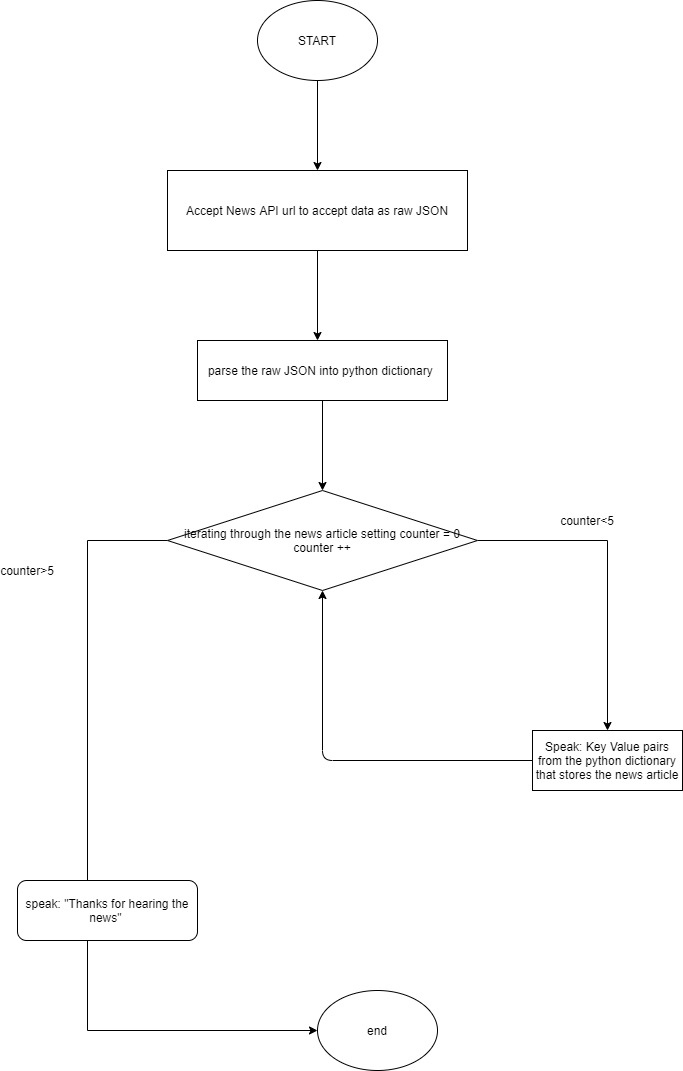 START
Accept News API url to accept data as raw JSON
parse the raw JSON into python dictionary
iterating through the news article setting counter = 0
counter ++
counter<5
counter>5
Speak: Key Value pairs
from the python dictionary
that stores the news article
speak: "Thanks for hearing the
news"
end